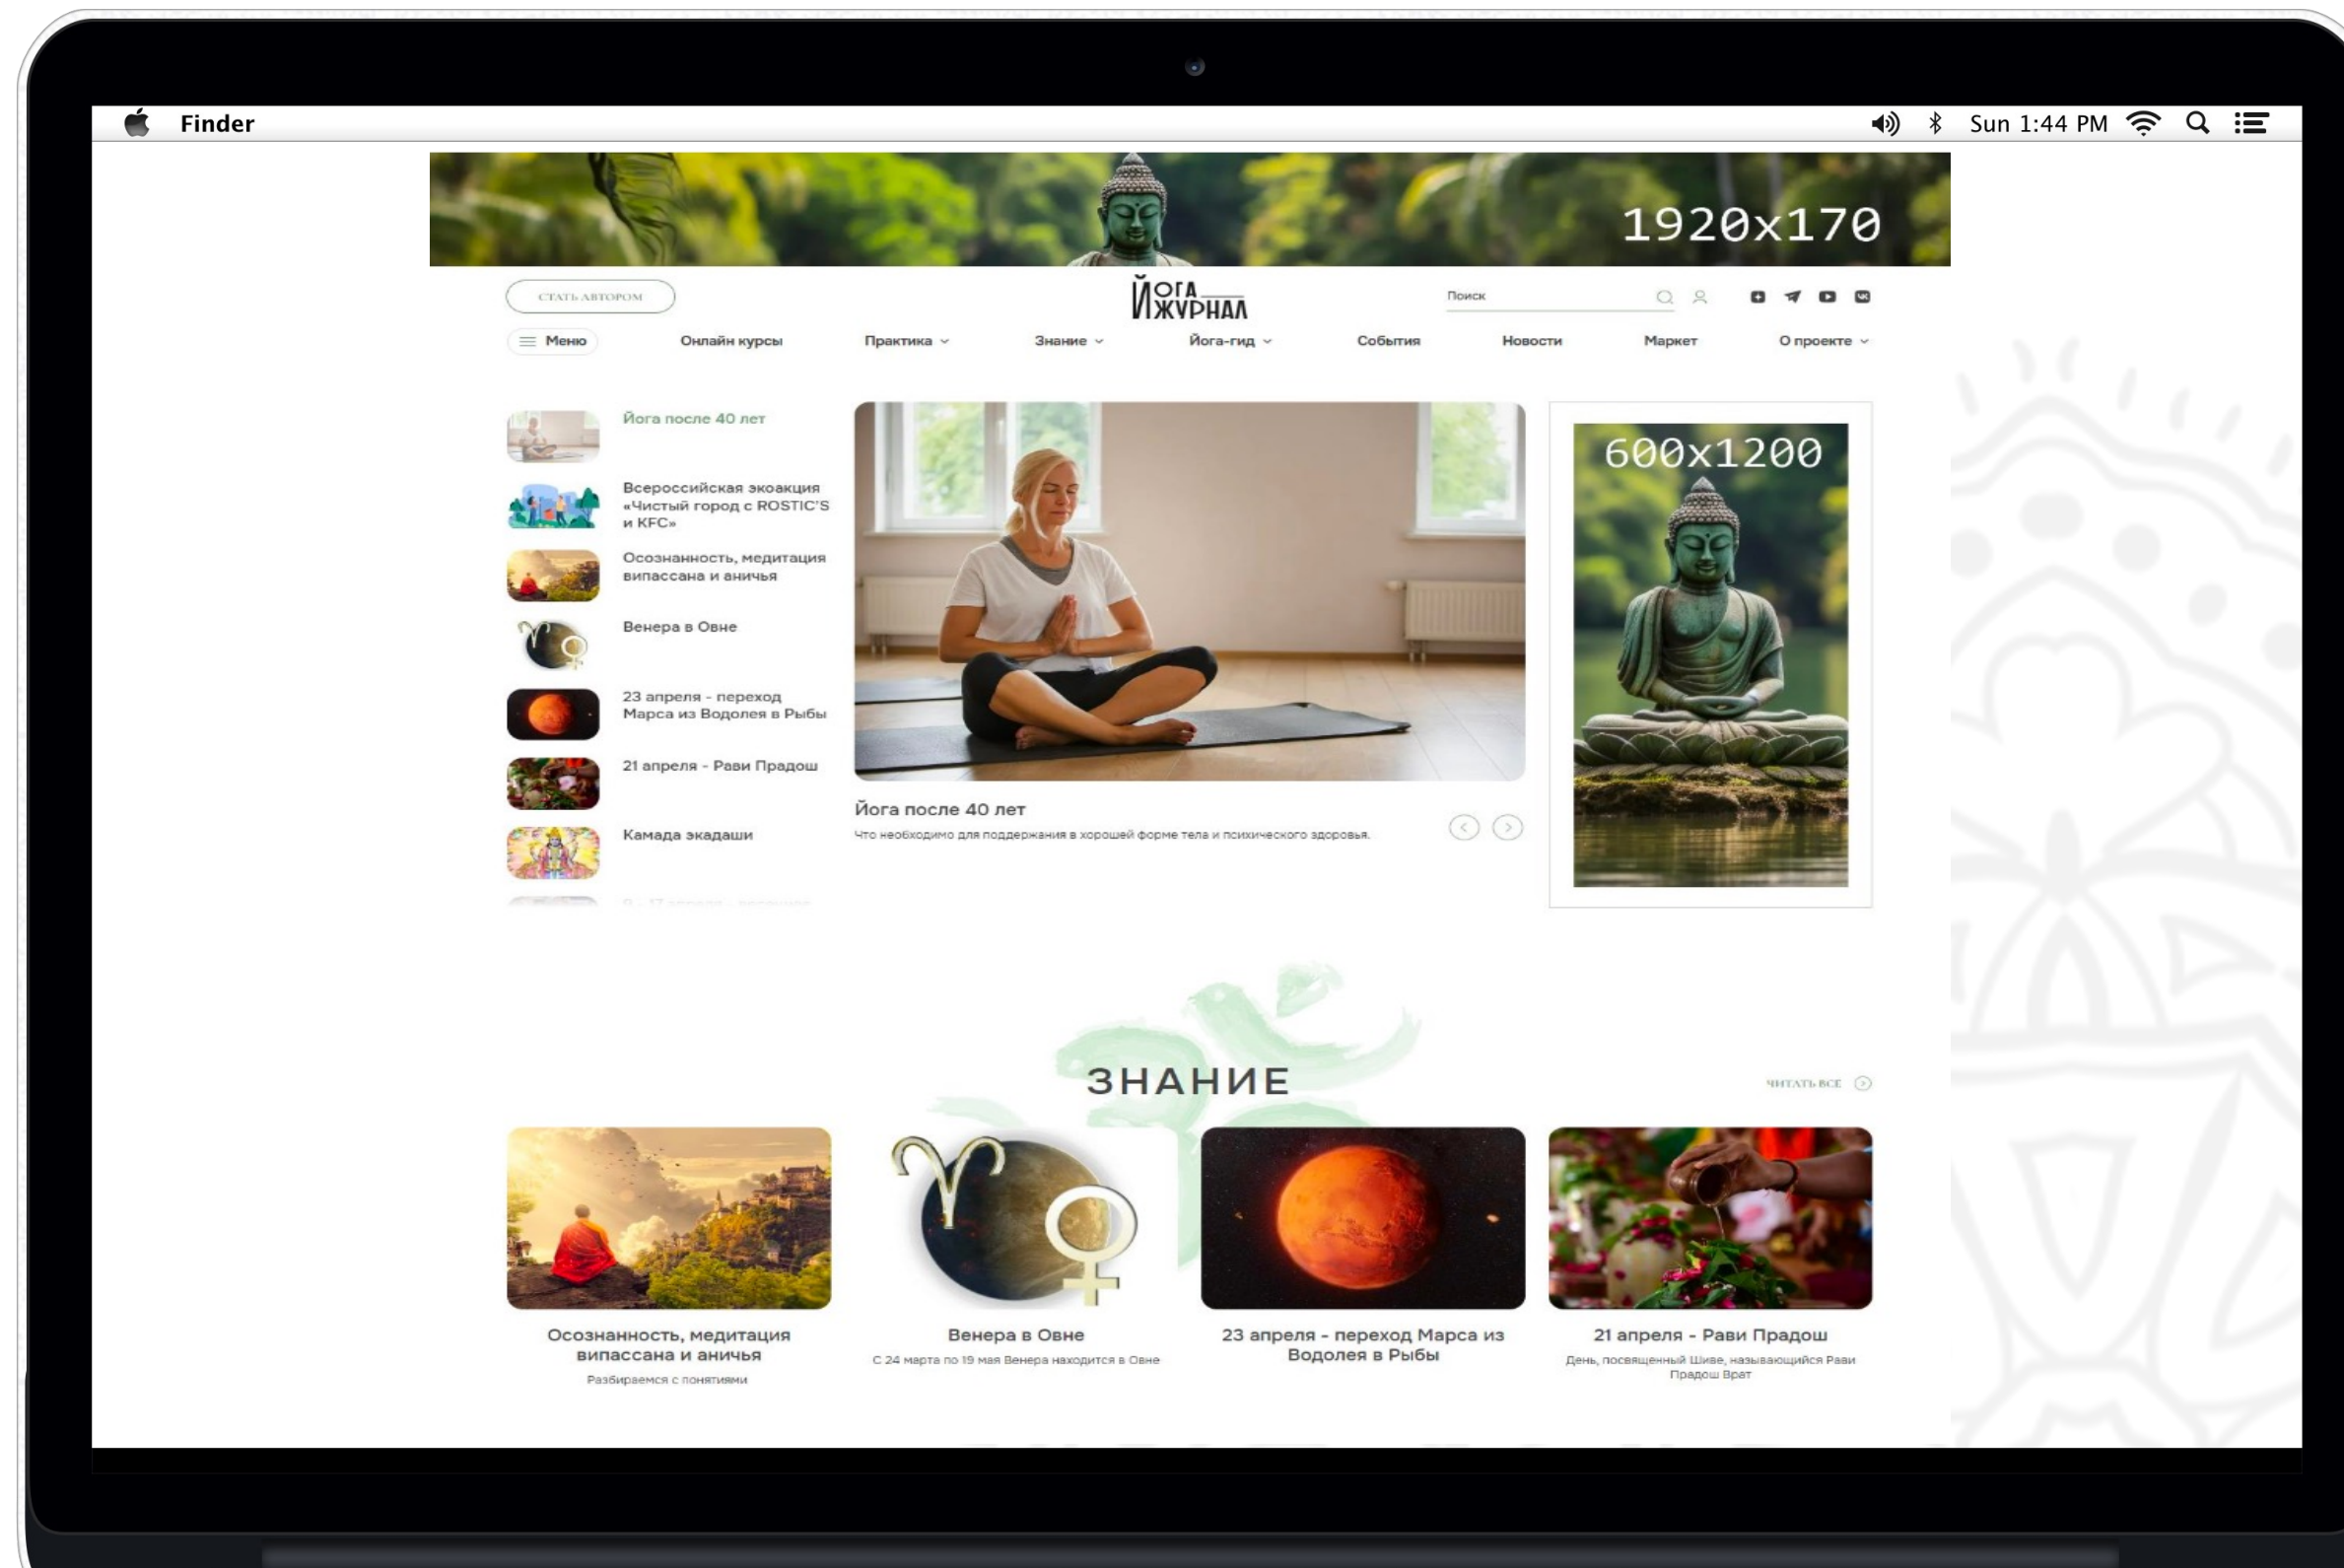 Finder
Sun 1:44 PM
1920x170
СТАТЬ АВТОРОМ
ЙОГА
ЖУРНАЛ
Поиск
Меню
Онлайн курсы
Практика
Знание
Йога-гид
События
Новости
Маркет
О проекте
Йога после 40 лет
Всероссийская экоакция
«Чистый город с ROSTIC'S
и KFC»
Осознанность, медитация
випассана и аничья
Венера в Овне
23 апреля - переход
Марса из Водолея в Рыбы
21 апреля - Рави Прадош
Камада экадаши
Йога после 40 лет
Что необходимо для поддержания в хорошей форме тела и психического здоровья.
600x1200
ЗНАНИЕ
ЧИТАТЬ ВСЕ
Осознанность, медитация
випассана и аничья
Разбираемся с понятиями
Венера в Овне
С 24 марта по 19 мая Венера находится в Овне
23 апреля - переход Марса из
Водолея в Рыбы
21 апреля - Рави Прадош
День, посвященный Шиве, называющийся Рави
Прадош Врат